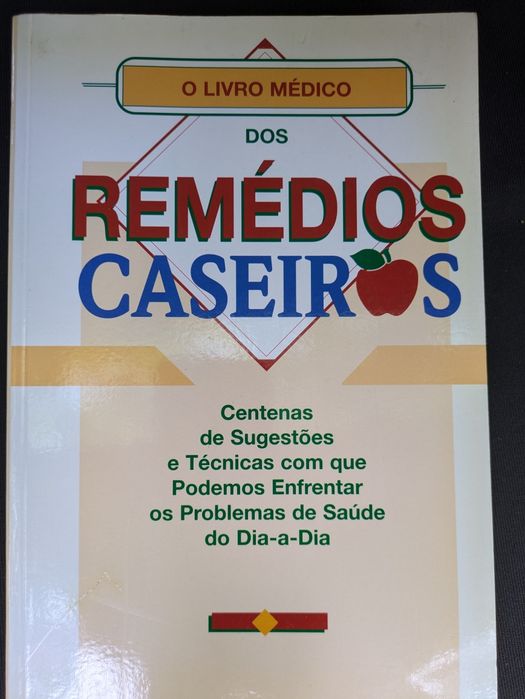 O LIVRO MÉDICO
DOS
REMÉDIOS
CASEIROS
Centenas
de Sugestões
e Técnicas com que
Podemos Enfrentar
os Problemas de Saúde
do Dia-a-Dia